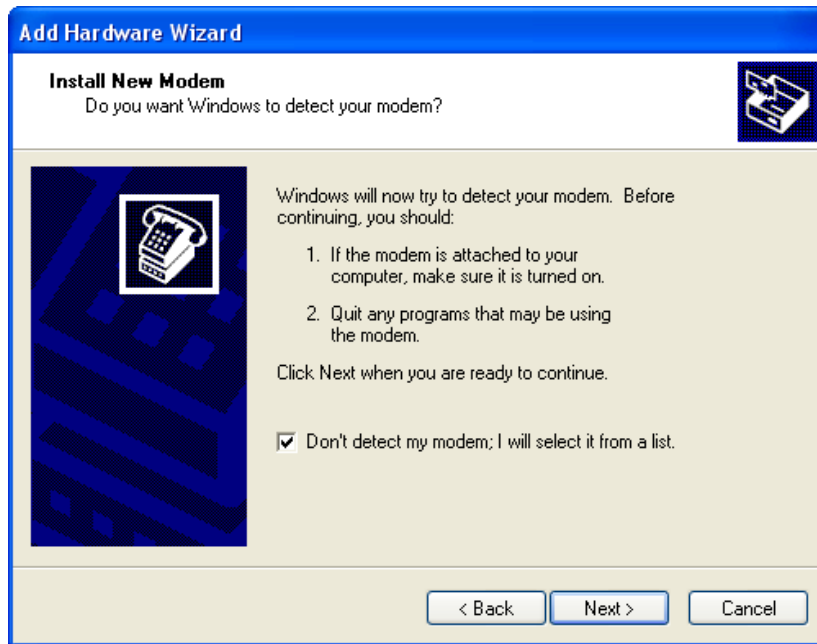 Add Hardware Wizard
Install New Modem
Do you want Windows to detect your modem?
Windows will now try to detect your modem.  Before
continuing, you should:
1. If the modem is attached to your
computer, make sure it is turned on.
2. Quit any programs that may be using
the modem.
Click Next when you are ready to continue.
Don't detect my modem; I will select it from a list.
< Back
Next >
Cancel